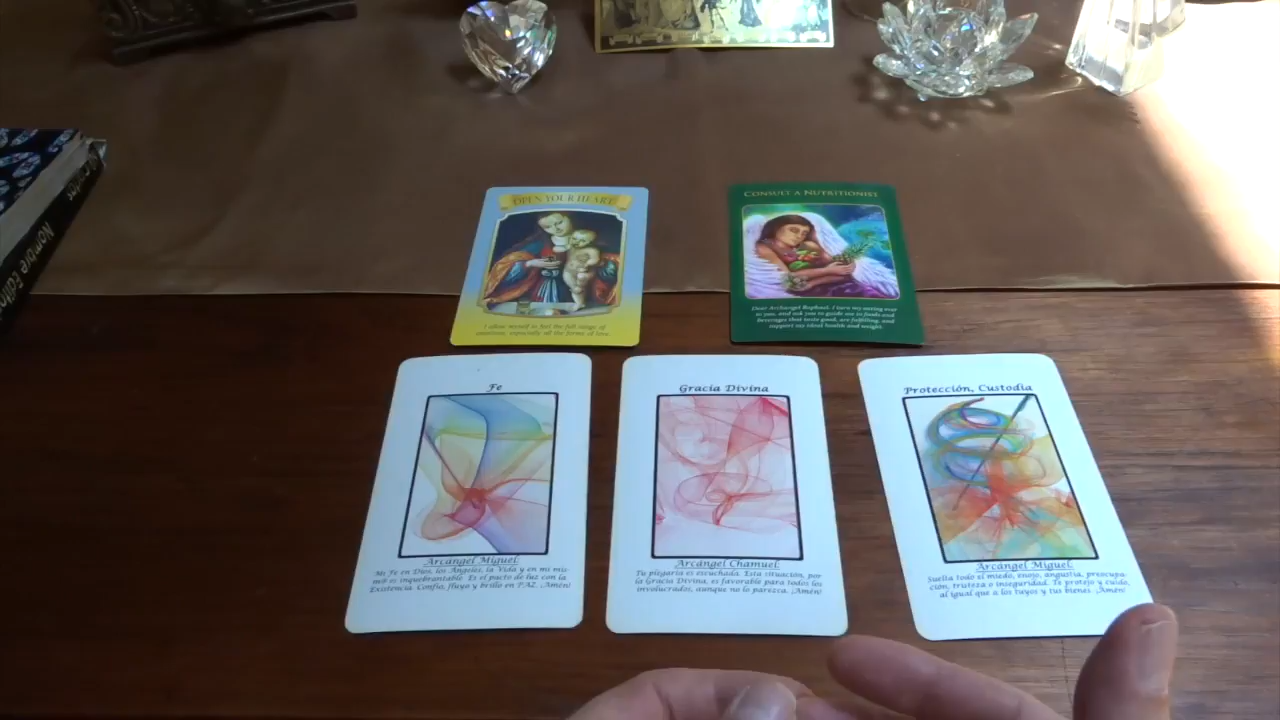 OPEN YOUR HEART
I allow myself to feel the full range of
emotions, especially all the forms of love.
CONSULT A NUTRITIONIST
Dear Archangel Raphael, I turn my eating over
to you, and ask you to guide me to foods and
beverages that taste good, are fulfilling, and
support my ideal health and weight.
Fe
Arcángel Miguel:
Mi Fe en Dios, los Ángeles, la Vida y en mi mis-
mo es inquebrantable. Es el pacto de luz con la
Existencia. Confío, fluyo y brillo en PAZ. ¡Amén!
Gracia Divina
Arcángel Chamuel:
Tu plegaria es escuchada. Esta situación, por
la Gracia Divina, es favorable para todos los
involucrados, aunque no lo parezca. ¡Amén!
Protección, Custodia
Arcángel Miguel:
Suelta todo el miedo, enojo, angustia, preocupa-
ción, tristeza o inseguridad. Te protejo y cuido,
al igual que a los tuyos y tus bienes. ¡Amén!
Nombre